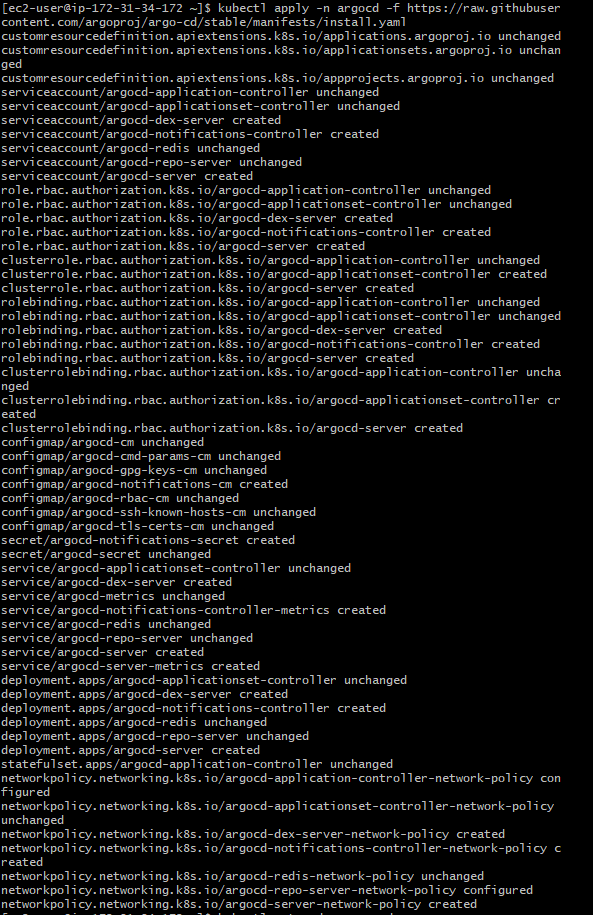 [ec2-user@ip-172-31-34-172 ~]$ kubectl apply -n argocd -f https://raw.githubuser
content.com/argoproj/argo-cd/stable/manifests/install.yaml
customresourcedefinition.apiextensions.k8s.io/applications.argoproj.io unchanged
customresourcedefinition.apiextensions.k8s.io/applicationsets.argoproj.io unchan
ged
customresourcedefinition.apiextensions.k8s.io/appprojects.argoproj.io unchanged
serviceaccount/argocd-application-controller unchanged
serviceaccount/argocd-applicationset-controller unchanged
serviceaccount/argocd-dex-server created
serviceaccount/argocd-notifications-controller created
serviceaccount/argocd-redis unchanged
serviceaccount/argocd-repo-server unchanged
serviceaccount/argocd-server created
role.rbac.authorization.k8s.io/argocd-application-controller unchanged
role.rbac.authorization.k8s.io/argocd-applicationset-controller unchanged
role.rbac.authorization.k8s.io/argocd-dex-server created
role.rbac.authorization.k8s.io/argocd-notifications-controller created
role.rbac.authorization.k8s.io/argocd-server created
clusterrole.rbac.authorization.k8s.io/argocd-application-controller unchanged
clusterrole.rbac.authorization.k8s.io/argocd-applicationset-controller created
clusterrole.rbac.authorization.k8s.io/argocd-server created
rolebinding.rbac.authorization.k8s.io/argocd-application-controller unchanged
rolebinding.rbac.authorization.k8s.io/argocd-applicationset-controller unchanged
rolebinding.rbac.authorization.k8s.io/argocd-dex-server created
rolebinding.rbac.authorization.k8s.io/argocd-notifications-controller created
rolebinding.rbac.authorization.k8s.io/argocd-server created
clusterrolebinding.rbac.authorization.k8s.io/argocd-application-controller uncha
nged
clusterrolebinding.rbac.authorization.k8s.io/argocd-applicationset-controller cr
eated
clusterrolebinding.rbac.authorization.k8s.io/argocd-server created
configmap/argocd-cm unchanged
configmap/argocd-cmd-params-cm unchanged
configmap/argocd-gpg-keys-cm unchanged
configmap/argocd-notifications-cm created
configmap/argocd-rbac-cm unchanged
configmap/argocd-ssh-known-hosts-cm unchanged
configmap/argocd-tls-certs-cm unchanged
secret/argocd-notifications-secret created
secret/argocd-secret unchanged
service/argocd-applicationset-controller unchanged
service/argocd-dex-server created
service/argocd-metrics unchanged
service/argocd-notifications-controller-metrics created
service/argocd-redis unchanged
service/argocd-repo-server unchanged
service/argocd-server created
service/argocd-server-metrics created
deployment.apps/argocd-applicationset-controller unchanged
deployment.apps/argocd-dex-server created
deployment.apps/argocd-notifications-controller created
deployment.apps/argocd-redis unchanged
deployment.apps/argocd-repo-server unchanged
deployment.apps/argocd-server created
statefulset.apps/argocd-application-controller unchanged
networkpolicy.networking.k8s.io/argocd-application-controller-network-policy con
figured
networkpolicy.networking.k8s.io/argocd-applicationset-controller-network-policy
unchanged
networkpolicy.networking.k8s.io/argocd-dex-server-network-policy created
networkpolicy.networking.k8s.io/argocd-notifications-controller-network-policy c
reated
networkpolicy.networking.k8s.io/argocd-redis-network-policy unchanged
networkpolicy.networking.k8s.io/argocd-repo-server-network-policy configured
networkpolicy.networking.k8s.io/argocd-server-network-policy created